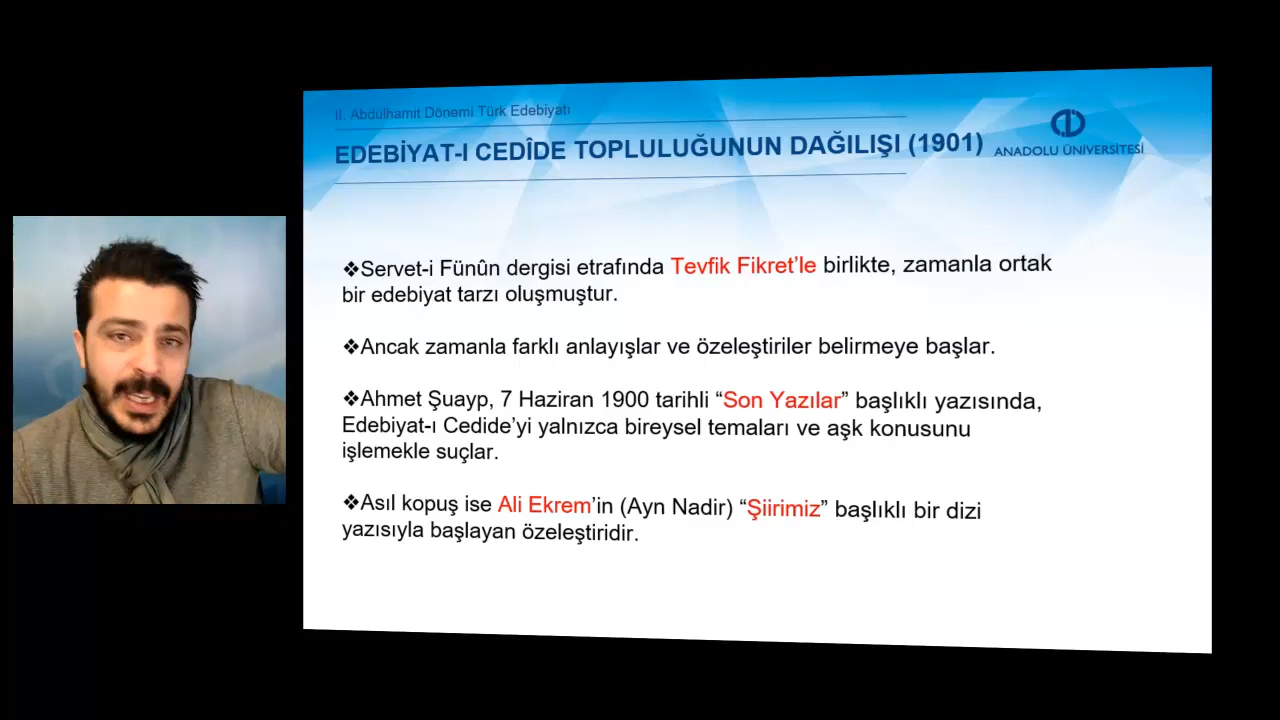 II. Abdülhamit Dönemi Türk Edebiyatı
EDEBİYAT-I CEDÎDE TOPLULUĞUNUN DAĞILIŞI (1901)
ANADOLU ÜNİVERSİTESİ
❖Servet-i Fünûn dergisi etrafında Tevfik Fikret’le birlikte, zamanla ortak
bir edebiyat tarzı oluşmuştur.
❖Ancak zamanla farklı anlayışlar ve özeleştiriler belirmeye başlar.
❖Ahmet Şuayp, 7 Haziran 1900 tarihli “Son Yazılar” başlıklı yazısında,
Edebiyat-ı Cedide’yi yalnızca bireysel temaları ve aşk konusunu
işlemekle suçlar.
❖Asıl kopuş ise Ali Ekrem’in (Ayn Nadir) “Şiirimiz” başlıklı bir dizi
yazısıyla başlayan özeleştiridir.